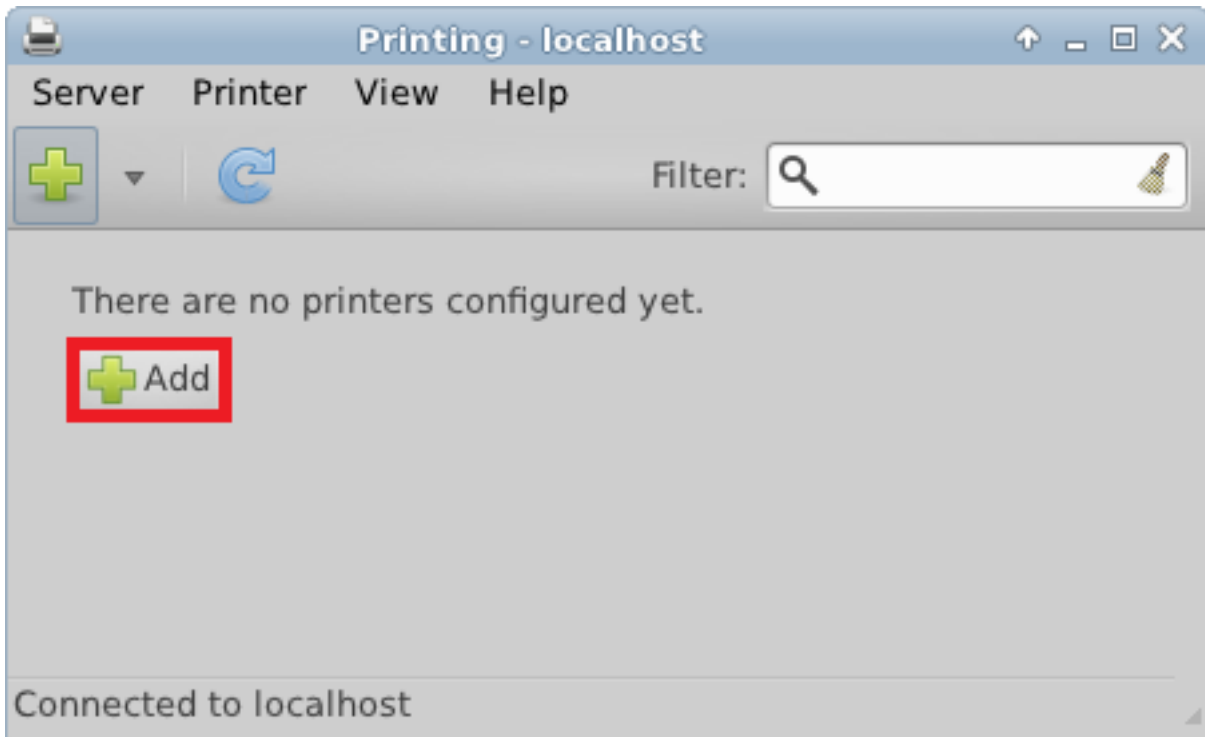 Printing - localhost
Server Printer View Help
Filter:
There are no printers configured yet.
Add
Connected to localhost